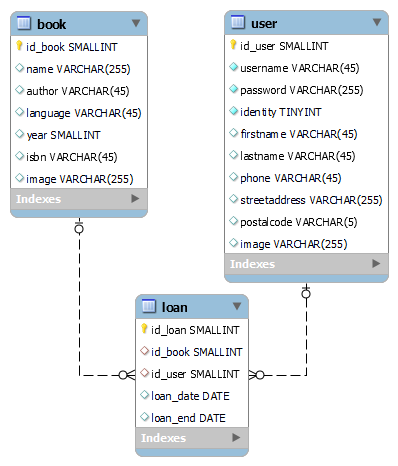 book
id_book SMALLINT
name VARCHAR(255)
author VARCHAR(45)
language VARCHAR(45)
year SMALLINT
isbn VARCHAR(45)
image VARCHAR(255)
Indexes
user
id_user SMALLINT
username VARCHAR(45)
password VARCHAR(255)
identity TINYINT
firstname VARCHAR(45)
lastname VARCHAR(45)
phone VARCHAR(45)
streetaddress VARCHAR(45)
postalcode VARCHAR(5)
image VARCHAR(255)
Indexes
loan
id_loan SMALLINT
id_book SMALLINT
id_user SMALLINT
loan_date DATE
loan_end DATE
Indexes